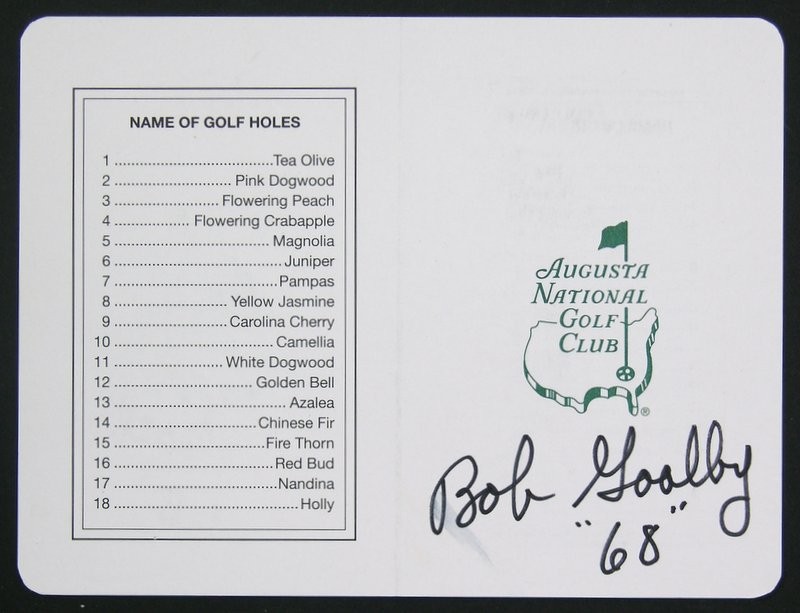 NAME OF GOLF HOLES
1 ............................Tea Olive
2 ............................ Pink Dogwood
3 ......................... Flowering Peach
4 .................. Flowering Crabapple
5 ..................................... Magnolia
6 ........................................ Juniper
7 .......................................Pampas
8 ........................... Yellow Jasmine
9 ...........................Carolina Cherry
10 .................................... Camellia
11 .......................... White Dogwood
12 ................................. Golden Bell
13 .......................................... Azalea
14 ...................................Chinese Fir
15 .....................................Fire Thorn
16 .......................................Red Bud
17 .......................................Nandina
18 ............................................Holly
AUGUSTA
NATIONAL
GOLF
CLUB
®
Bob Goalby
"68"